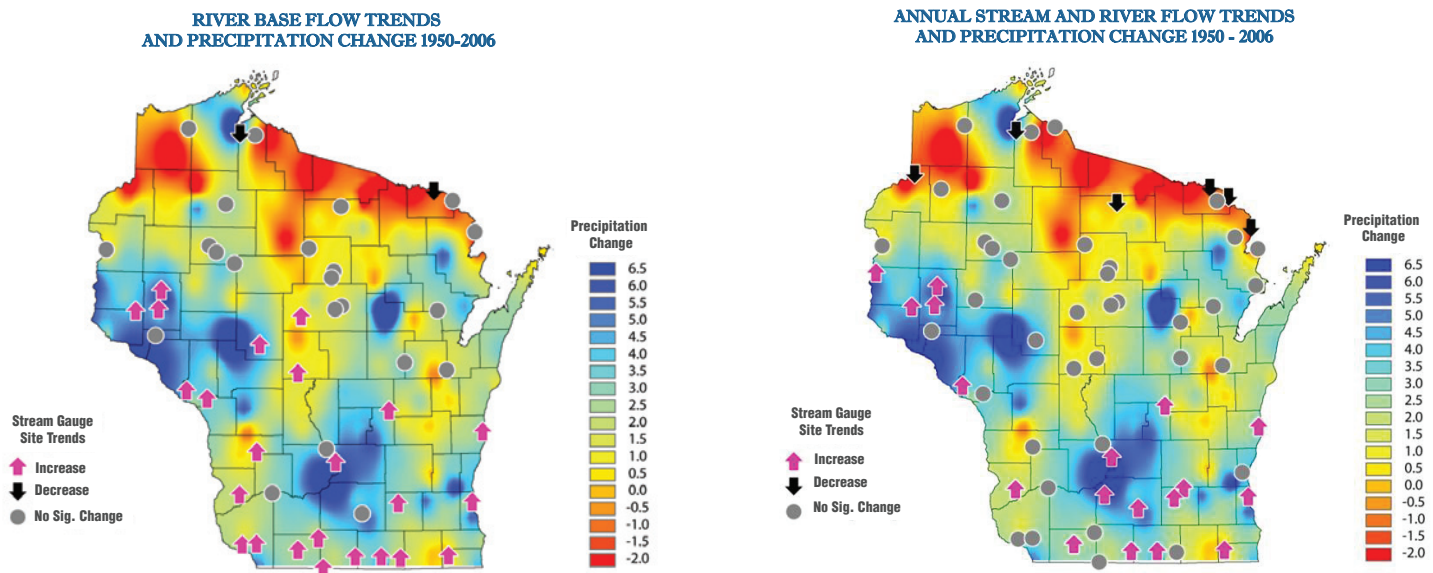 RIVER BASE FLOW TRENDS
AND PRECIPITATION CHANGE 1950-2006
Precipitation
Change
6.5
6.0
5.5
5.0
4.5
4.0
3.5
3.0
2.5
2.0
1.5
1.0
0.5
0.0
-0.5
-1.0
-1.5
-2.0
Stream Gauge
Site Trends
Increase
Decrease
No Sig. Change
ANNUAL STREAM AND RIVER FLOW TRENDS
AND PRECIPITATION CHANGE 1950 - 2006
Precipitation
Change
6.5
6.0
5.5
5.0
4.5
4.0
3.5
3.0
2.5
2.0
1.5
1.0
0.5
0.0
-0.5
-1.0
-1.5
-2.0
Stream Gauge
Site Trends
Increase
Decrease
No Sig. Change